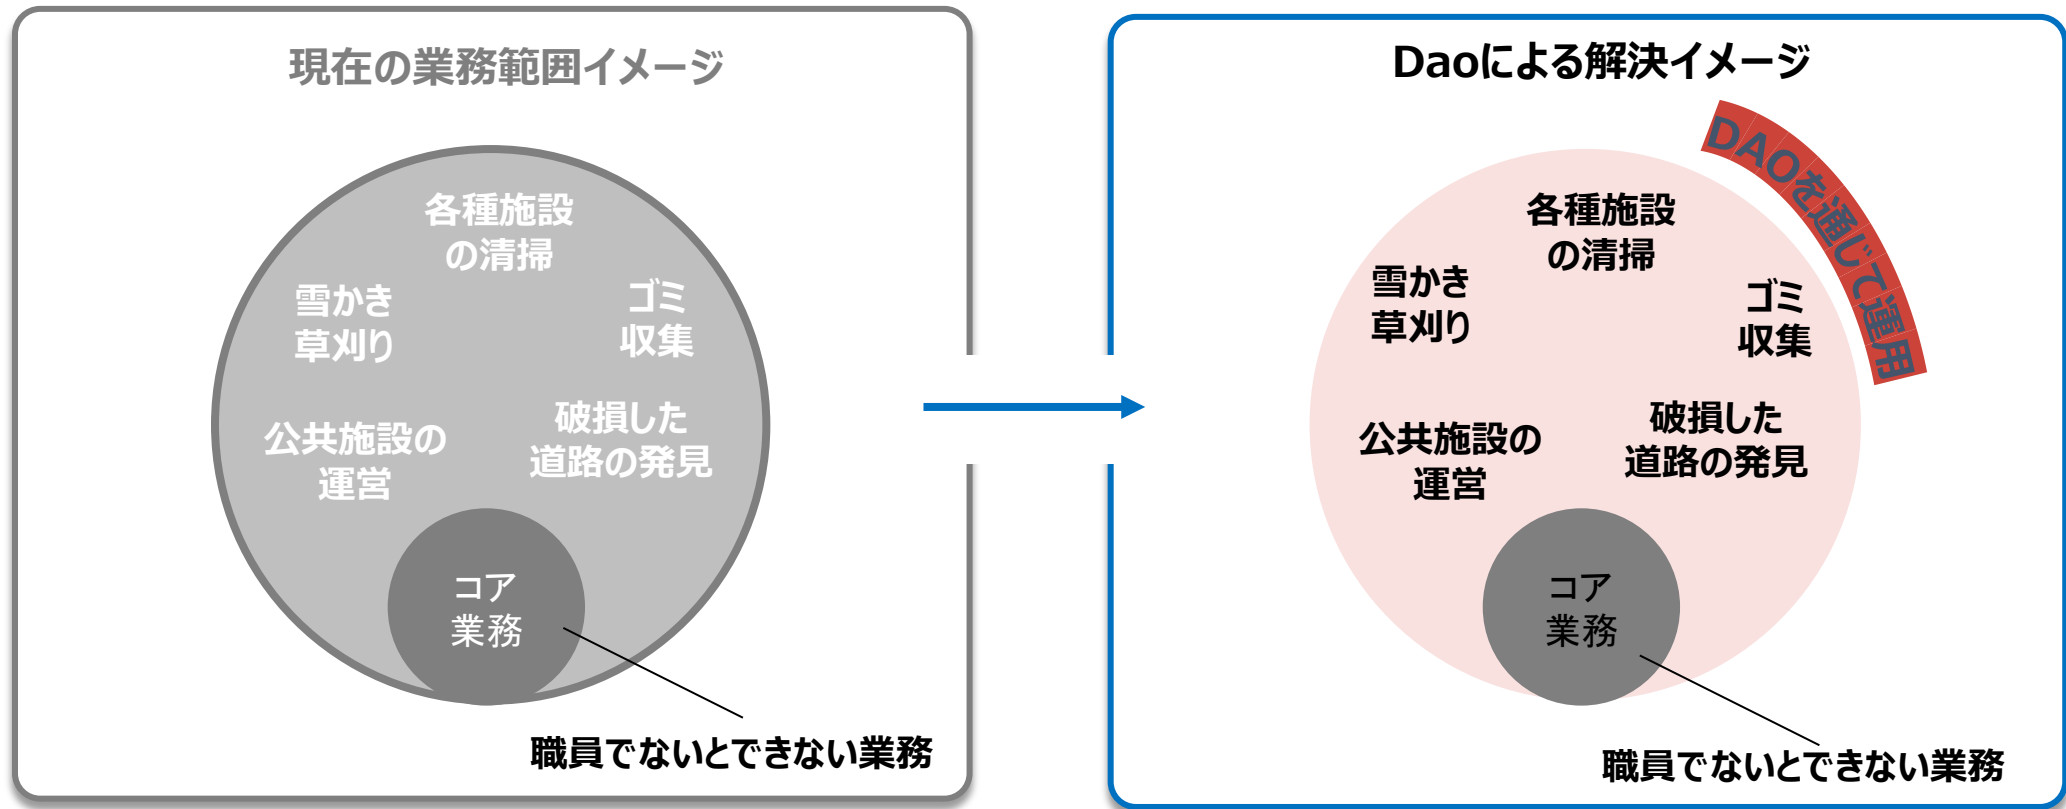 現在の業務範囲イメージ
各種施設
の清掃
雪かき
草刈り
ゴミ
収集
公共施設の
運営
破損した
道路の発見
コア
業務
職員でないとできない業務
Daoによる解決イメージ
DAOを通じて運用
各種施設
の清掃
雪かき
草刈り
ゴミ
収集
公共施設の
運営
破損した
道路の発見
コア
業務
職員でないとできない業務